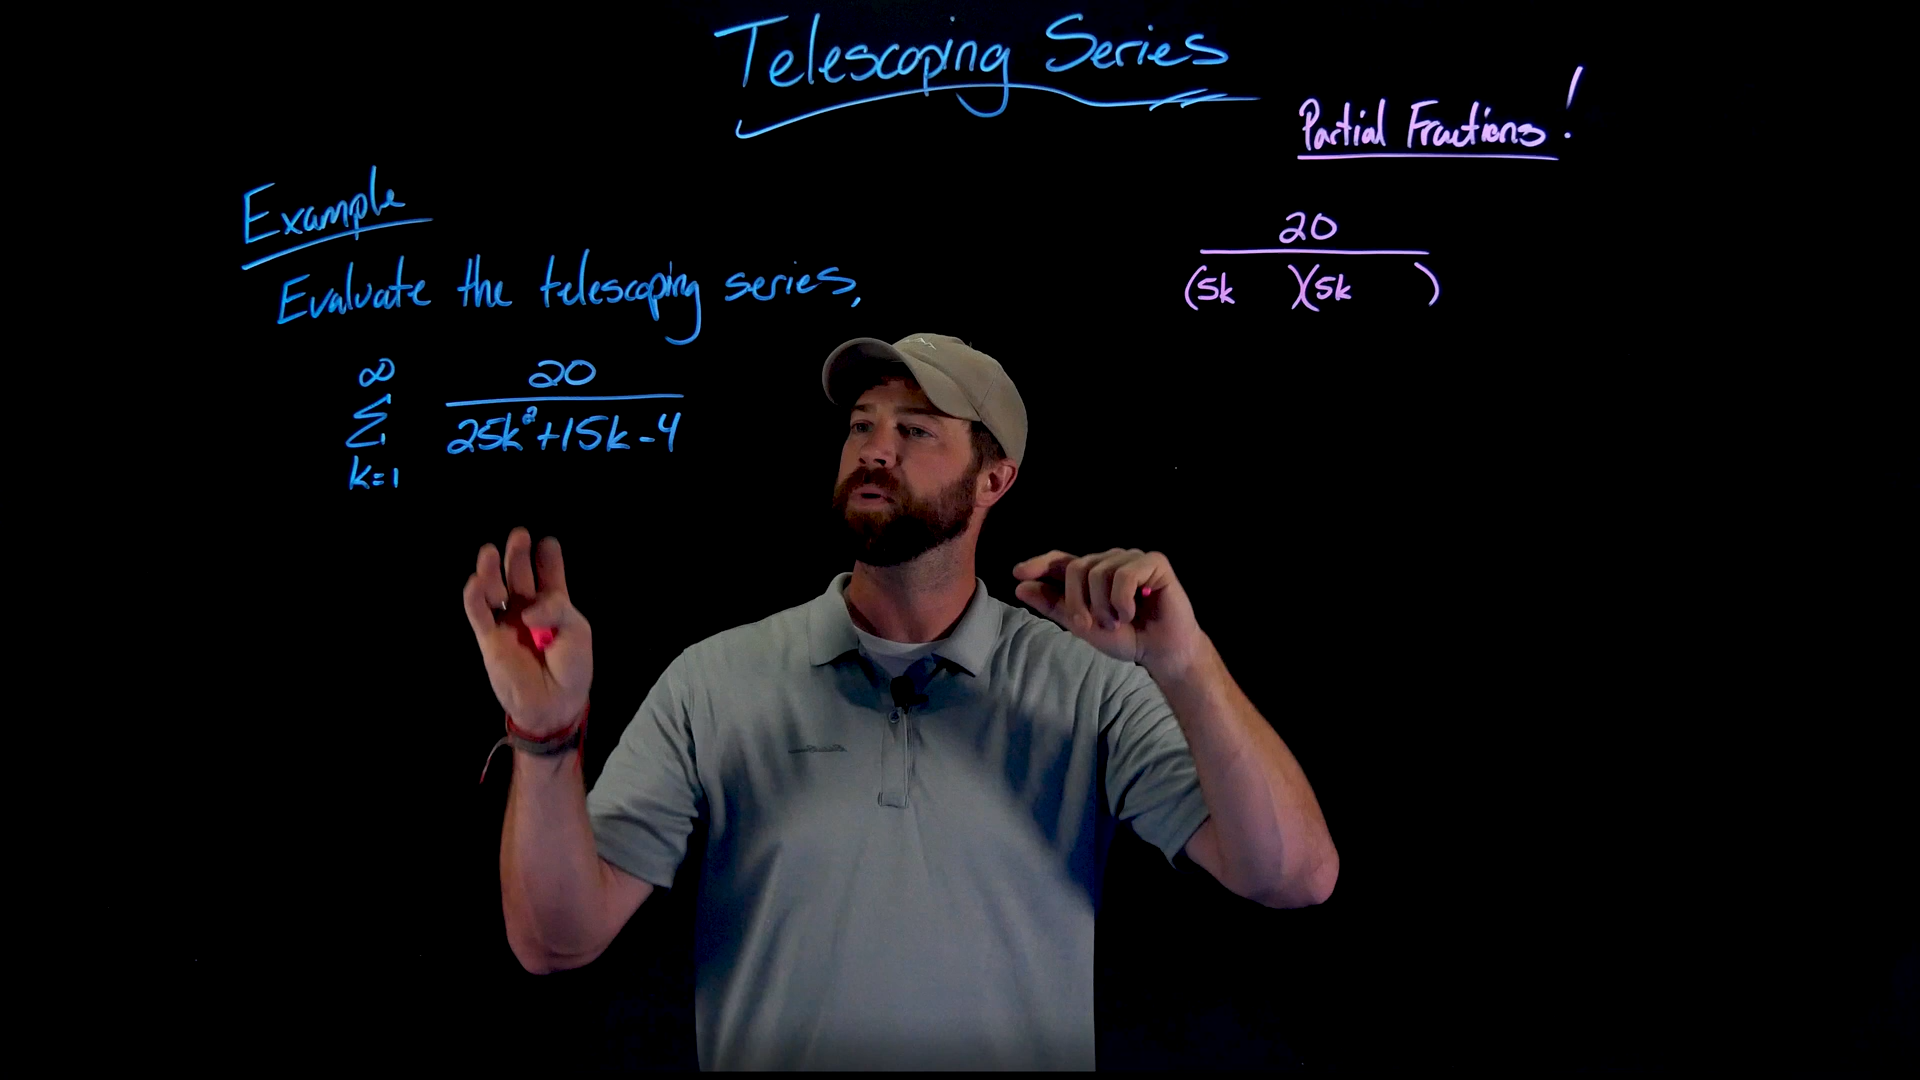 Telescoping Series
Partial Fractions!
Example
Evaluate the telescoping series,
∞
Σ
k=1
20
25k²+15k-4
20
(5k )(5k )